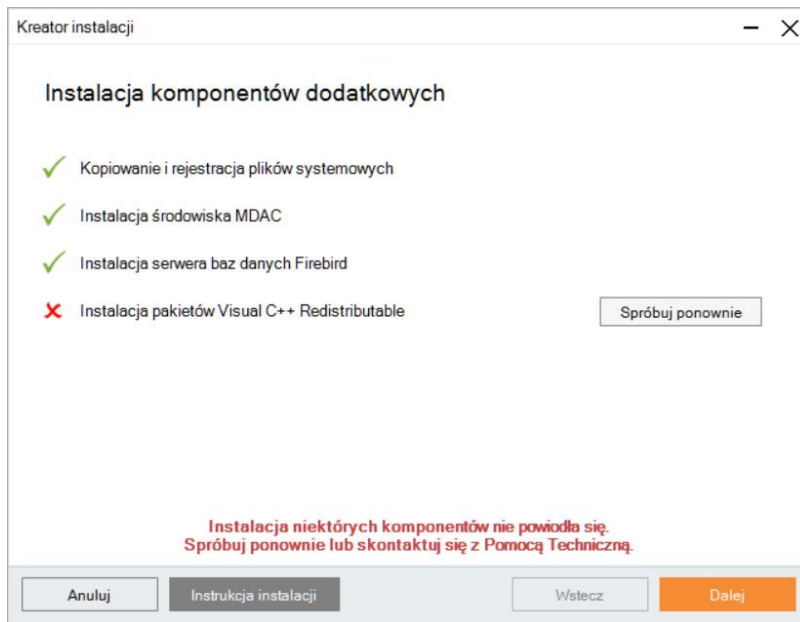 Kreator instalacji
Instalacja komponentów dodatkowych
Kopiowanie i rejestracja plików systemowych
Instalacja środowiska MDAC
Instalacja serwera baz danych Firebird
Instalacja pakietów Visual C++ Redistributable
Spróbuj ponownie
Instalacja niektórych komponentów nie powiodła się.
Spróbuj ponownie lub skontaktuj się z Pomocą Techniczną.
Anuluj
Instrukcja instalacji
Wstecz
Dalej